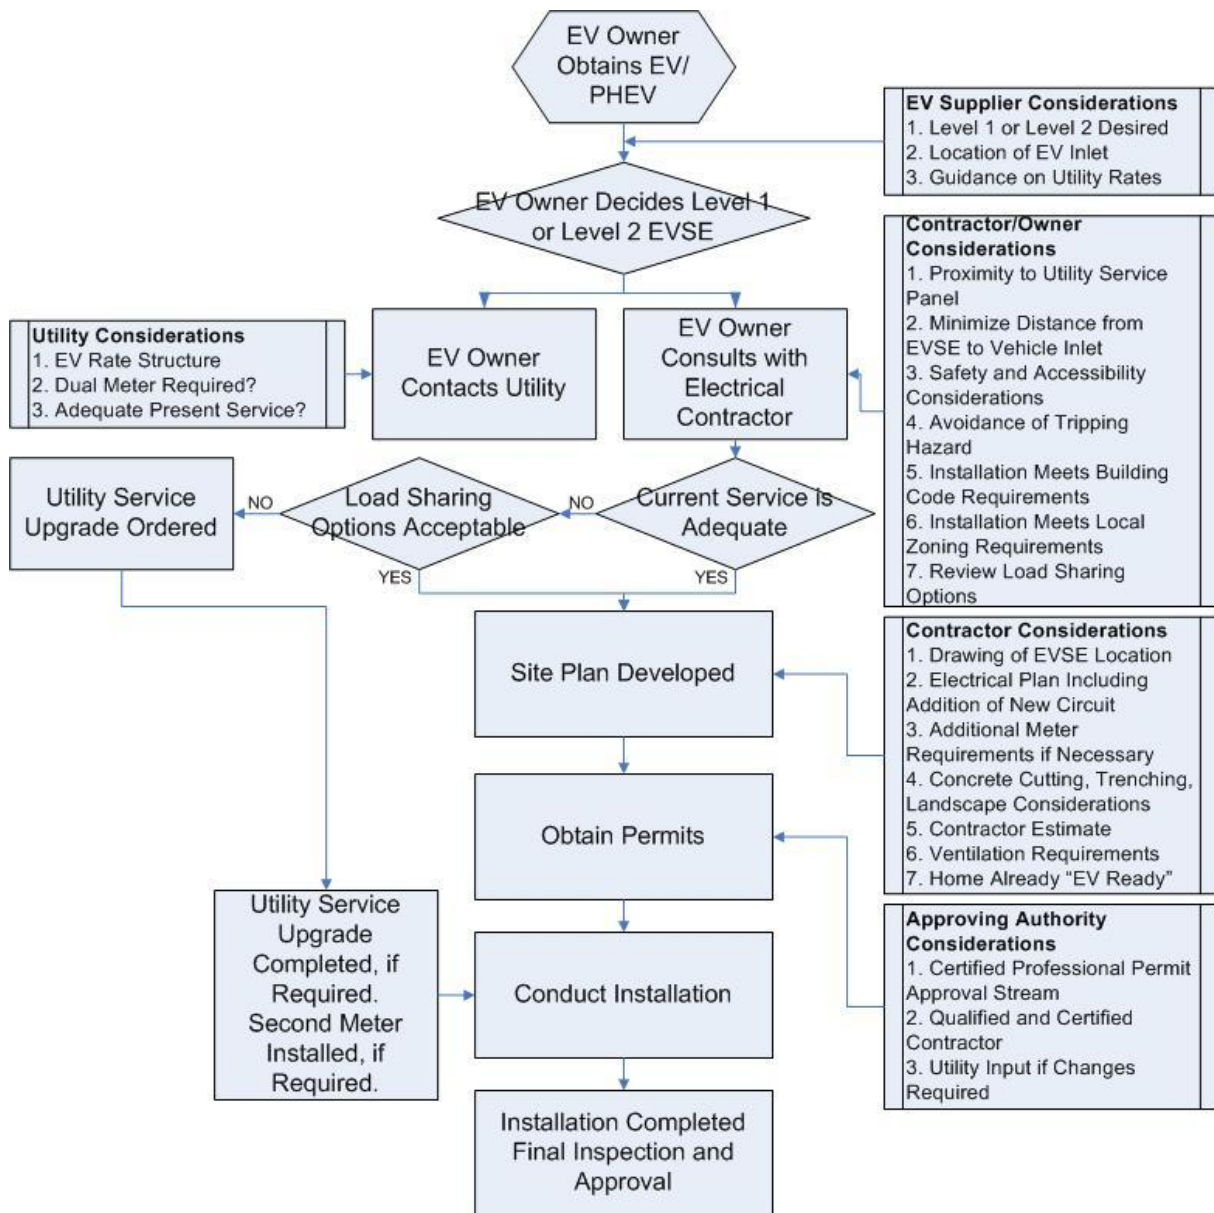 EV Owner
Obtains EV/
PHEV
EV Supplier Considerations
1. Level 1 or Level 2 Desired
2. Location of EV Inlet
3. Guidance on Utility Rates
EV Owner Decides Level 1
or Level 2 EVSE
Contractor/Owner
Considerations
1. Proximity to Utility Service
Panel
2. Minimize Distance from
EVSE to Vehicle Inlet
3. Safety and Accessibility
Considerations
4. Avoidance of Tripping
Hazard
5. Installation Meets Building
Code Requirements
6. Installation Meets Local
Zoning Requirements
7. Review Load Sharing
Options
Utility Considerations
1. EV Rate Structure
2. Dual Meter Required?
3. Adequate Present Service?
EV Owner
Contacts Utility
EV Owner
Consults with
Electrical
Contractor
Utility Service
Upgrade Ordered
NO
Load Sharing
Options Acceptable
NO
Current Service is
Adequate
YES
YES
Site Plan Developed
Contractor Considerations
1. Drawing of EVSE Location
2. Electrical Plan Including
Addition of New Circuit
3. Additional Meter
Requirements if Necessary
4. Concrete Cutting, Trenching,
Landscape Considerations
5. Contractor Estimate
6. Ventilation Requirements
7. Home Already “EV Ready”
Obtain Permits
Approving Authority
Considerations
1. Certified Professional Permit
Approval Stream
2. Qualified and Certified
Contractor
3. Utility Input if Changes
Required
Utility Service
Upgrade
Completed, if
Required.
Second Meter
Installed, if
Required.
Conduct Installation
Installation Completed
Final Inspection and
Approval